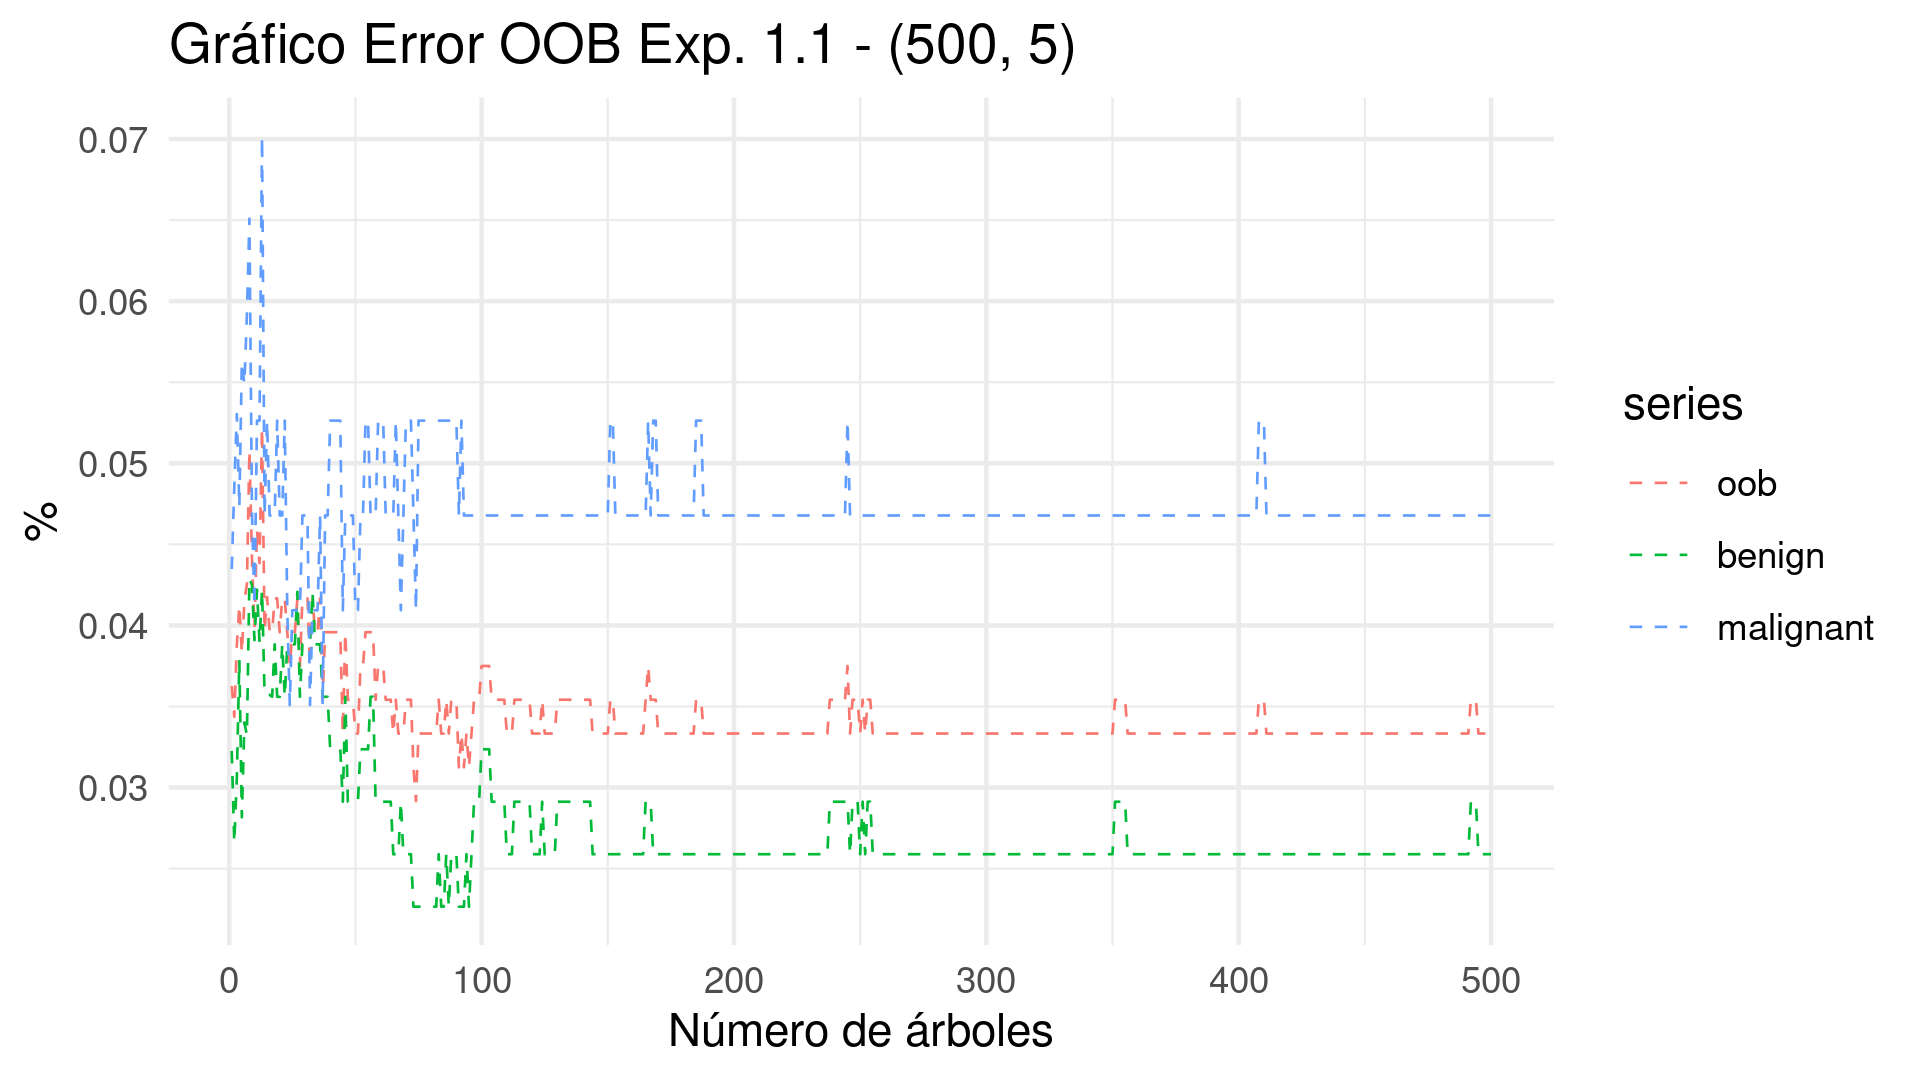 Gráfico Error OOB Exp. 1.1 - (500, 5)
0.07
0.06
0.05
0.04
0.03
%
0
100
200
300
400
500
Número de árboles
series
oob
benign
malignant